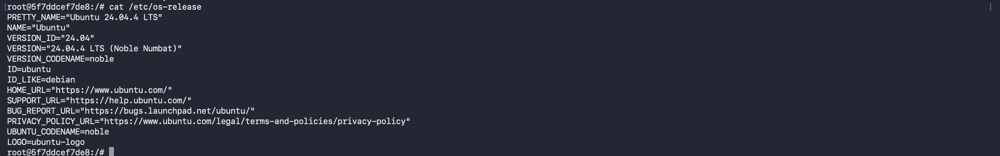 [root@5f7ddcef7de8:/# cat /etc/os-release ]
PRETTY_NAME="Ubuntu 24.04.4 LTS"
NAME="Ubuntu"
VERSION_ID="24.04"
VERSION="24.04.4 LTS (Noble Numbat)"
VERSION_CODENAME=noble
ID=ubuntu
ID_LIKE=debian
HOME_URL="https://www.ubuntu.com/"
SUPPORT_URL="https://help.ubuntu.com/"
BUG_REPORT_URL="https://bugs.launchpad.net/ubuntu/"
PRIVACY_POLICY_URL="https://www.ubuntu.com/legal/terms-and-policies/privacy-policy"
UBUNTU_CODENAME=noble
LOGO=ubuntu-logo
root@5f7ddcef7de8:/#